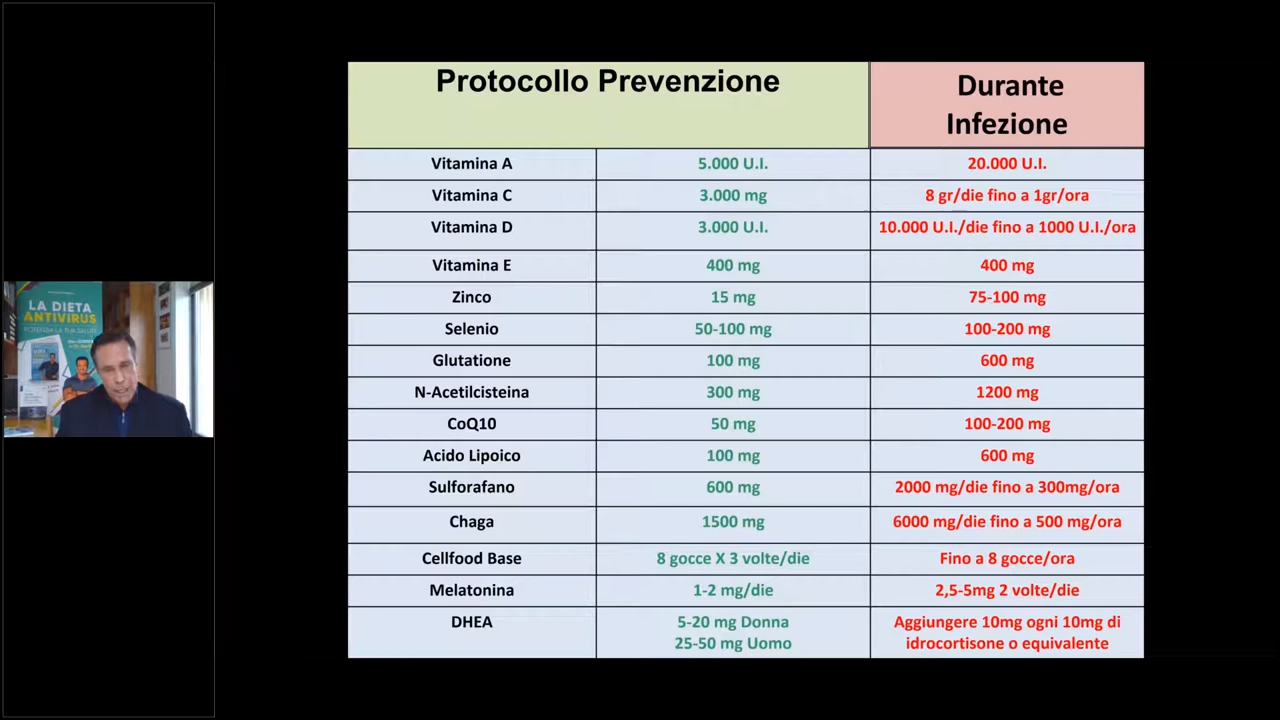 LA DIETA
ANTIVIRUS
POTENZIA LA TUA SALUTE
Protocollo Prevenzione
Durante
Infezione
Vitamina A 5.000 U.I. 20.000 U.I.
Vitamina C 3.000 mg 8 gr/die fino a 1gr/ora
Vitamina D 3.000 U.I. 10.000 U.I./die fino a 1000 U.I./ora
Vitamina E 400 mg 400 mg
Zinco 15 mg 75-100 mg
Selenio 50-100 mg 100-200 mg
Glutatione 100 mg 600 mg
N-Acetilcisteina 300 mg 1200 mg
CoQ10 50 mg 100-200 mg
Acido Lipoico 100 mg 600 mg
Sulforafano 600 mg 2000 mg/die fino a 300mg/ora
Chaga 1500 mg 6000 mg/die fino a 500 mg/ora
Cellfood Base 8 gocce X 3 volte/die Fino a 8 gocce/ora
Melatonina 1-2 mg/die 2,5-5mg 2 volte/die
DHEA 5-20 mg Donna Aggiungere 10mg ogni 10mg di
25-50 mg Uomo idrocortisone o equivalente